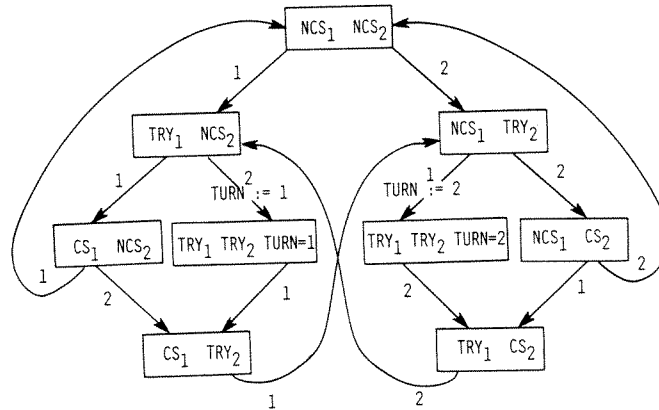 NCS₁ NCS₂
1 2
TRY₁ NCS₂ NCS₁ TRY₂
1 2 1 2
TURN := 1 TURN := 2
CS₁ NCS₂ TRY₁ TRY₂ TURN=1 TRY₁ TRY₂ TURN=2 NCS₁ CS₂
1 2 1 2 1 2
CS₁ TRY₂ TRY₁ CS₂
1 2